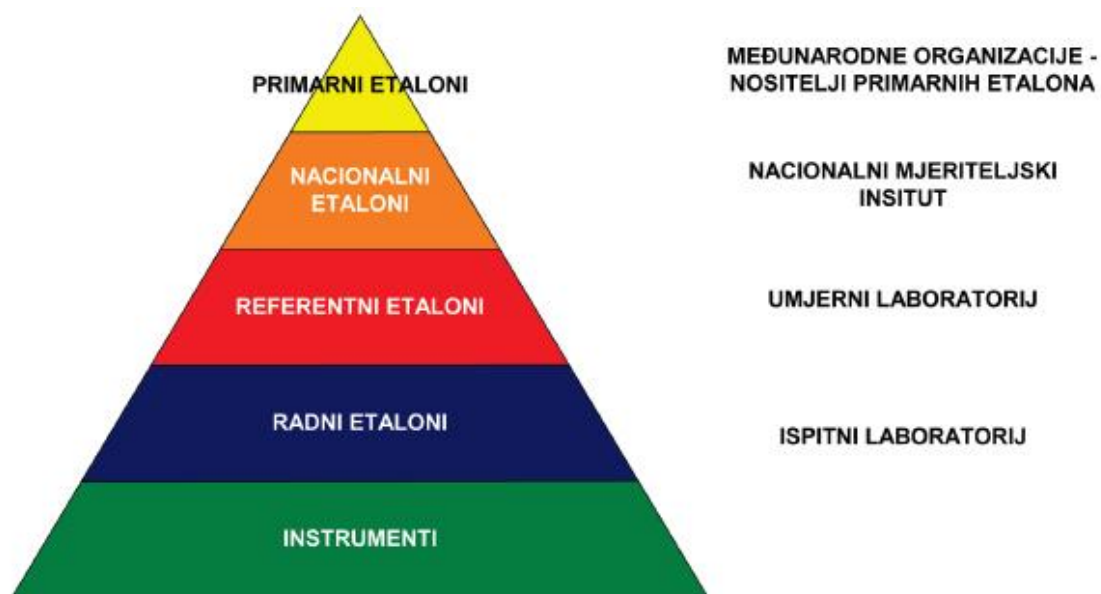 PRIMARNI ETALONI
MEĐUNARODNE ORGANIZACIJE -
NOSITELJI PRIMARNIH ETALONA
NACIONALNI
ETALONI
NACIONALNI MJERITELJSKI
INSITUT
REFERENTNI ETALONI
UMJERNI LABORATORIJ
RADNI ETALONI
ISPITNI LABORATORIJ
INSTRUMENTI